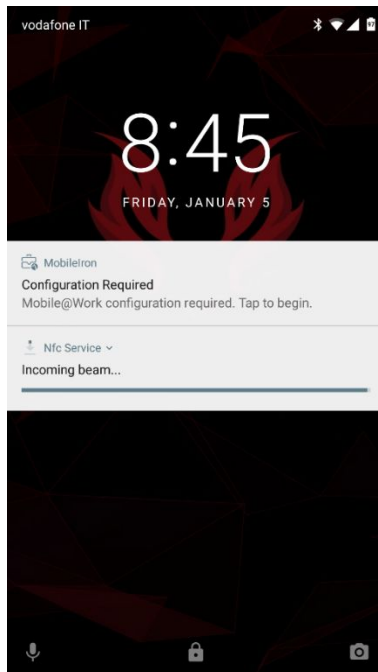 vodafone IT
97
8:45
FRIDAY, JANUARY 5
MobileIron
Configuration Required
Mobile@Work configuration required. Tap to begin.
Nfc Service
Incoming beam...